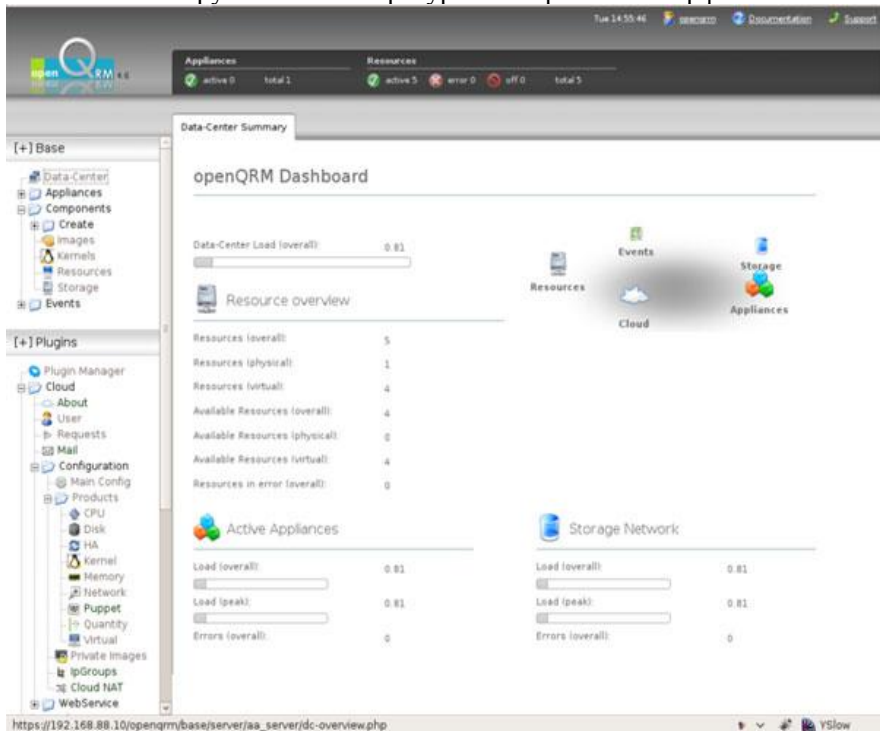 Tue 14:55:46 openqrm Documentation Support
open QRM 4.6
Appliances Resources
active 0 total 1 active 5 error 0 off 0 total 5
Data-Center Summary
[+] Base
Data-Center
Appliances
Components
Create
Images
Kernels
Resources
Storage
Events
[+] Plugins
Plugin Manager
Cloud
About
User
Requests
Mail
Configuration
Main Config
Products
CPU
Disk
HA
Kernel
Memory
Network
Puppet
Quantity
Virtual
Private Images
IpGroups
Cloud NAT
WebService
openQRM Dashboard
Data-Center Load (overall): 0.81
Events
Storage
Resources
Appliances
Cloud
Resource overview
Resources (overall): 5
Resources (physical): 1
Resources (virtual): 4
Available Resources (overall): 4
Available Resources (physical): 0
Available Resources (virtual): 4
Resources in error (overall): 0
Active Appliances
Load (overall): 0.81
Load (peak): 0.81
Errors (overall): 0
Storage Network
Load (overall): 0.81
Load (peak): 0.81
Errors (overall): 0
https://192.168.88.10/openqrm/base/server/aa_server/dc-overview.php YSlow